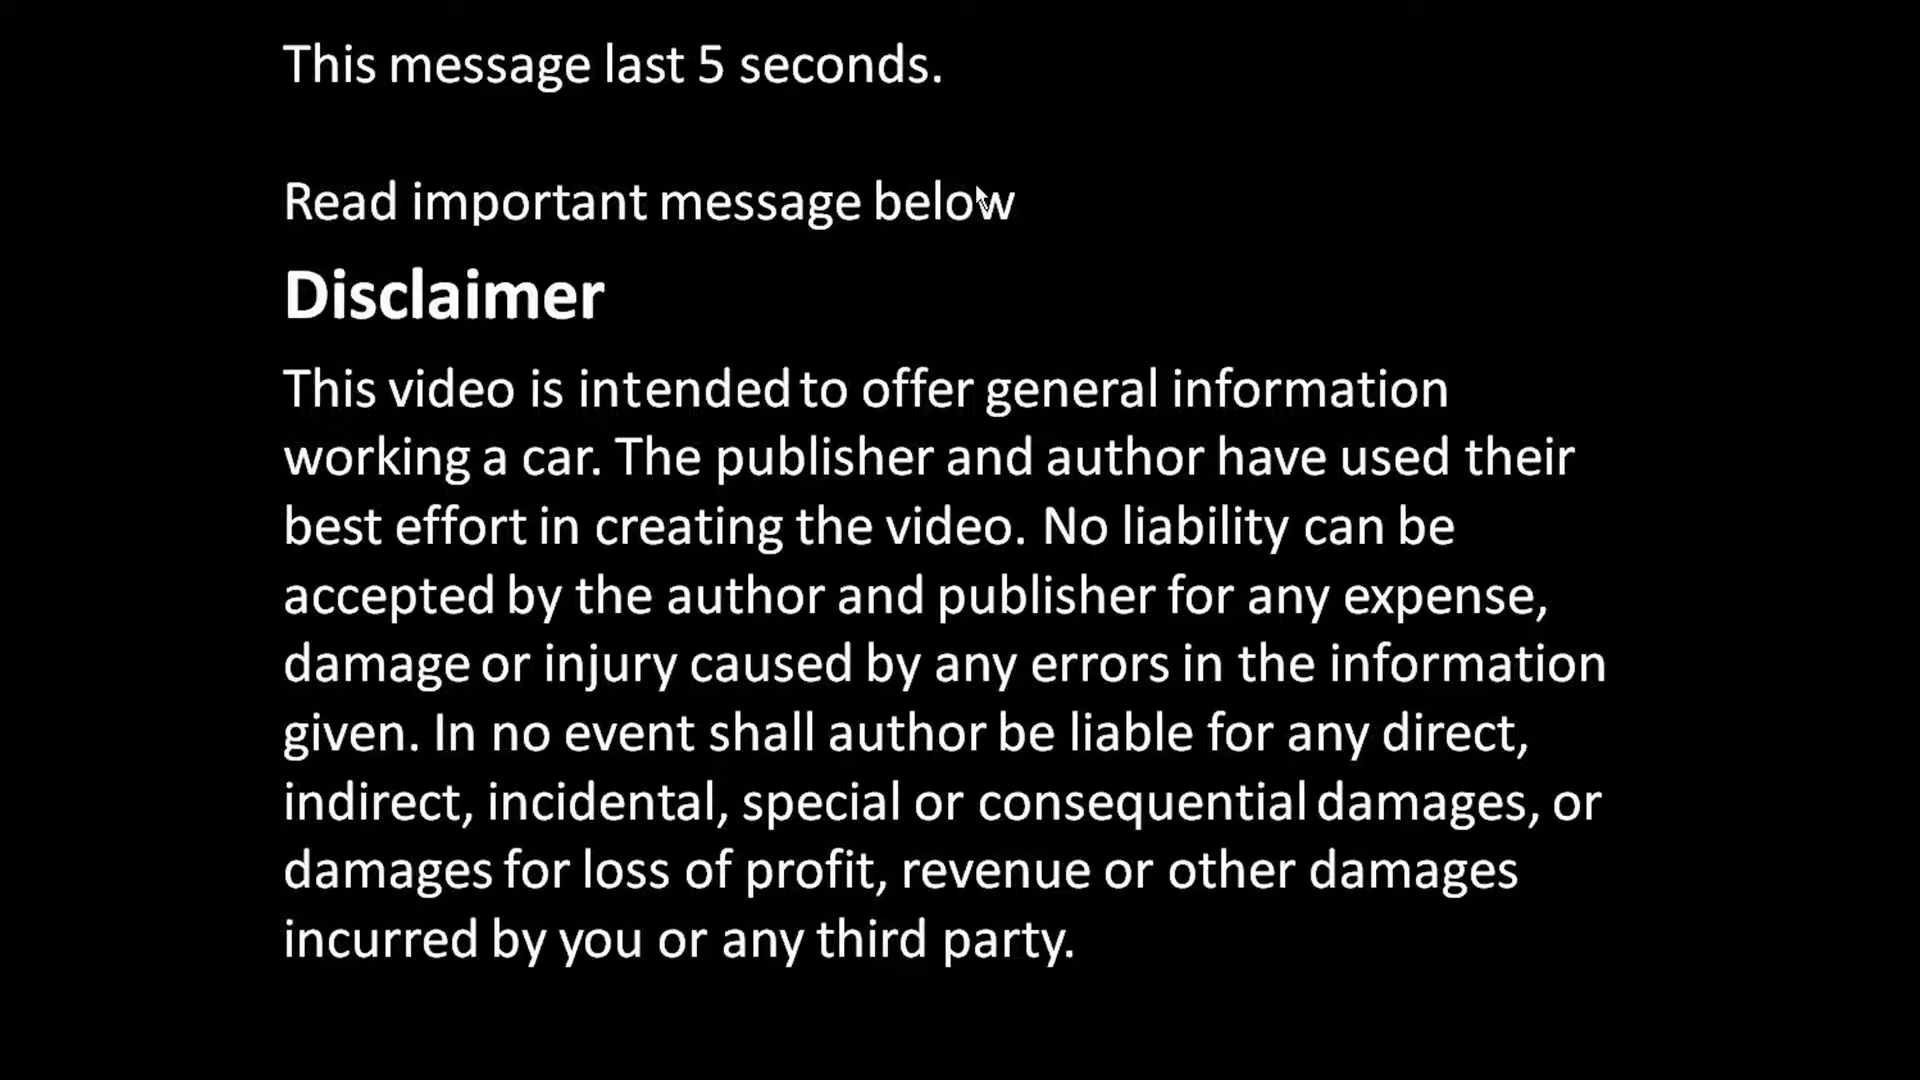 This message last 5 seconds.
Read important message below
Disclaimer
This video is intended to offer general information
working a car. The publisher and author have used their
best effort in creating the video. No liability can be
accepted by the author and publisher for any expense,
damage or injury caused by any errors in the information
given. In no event shall author be liable for any direct,
indirect, incidental, special or consequential damages, or
damages for loss of profit, revenue or other damages
incurred by you or any third party.